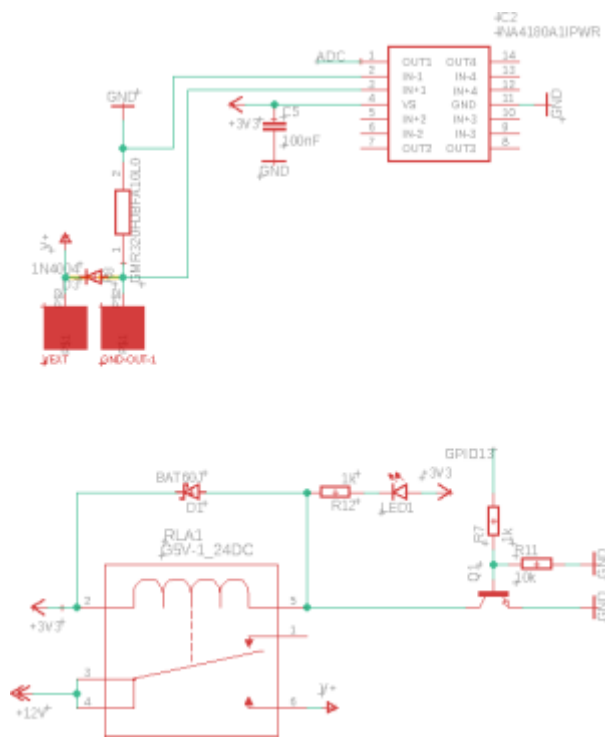 IC2
INA4180A1IPWR
ADC
1 OUT1 OUT4 14
2 IN-1 IN-4 13
3 IN+1 IN+4 12
4 VS GND 11
5 IN+2 IN+3 10
6 IN-2 IN-3 9
7 OUT2 OUT3 8
GND
+3V3
C5
100nF
GND
GND
2
1
V+
1N4004
D3
VEXT
GND-OUT-1
BAT60J
D1
1k
R12
LED1
+3V3
GPIO13
R7
1k
R11
10k
GND
Q1
GND
RLA1
G5V-1_24DC
2
5
+3V3
1
3
4
+12V
6
V+